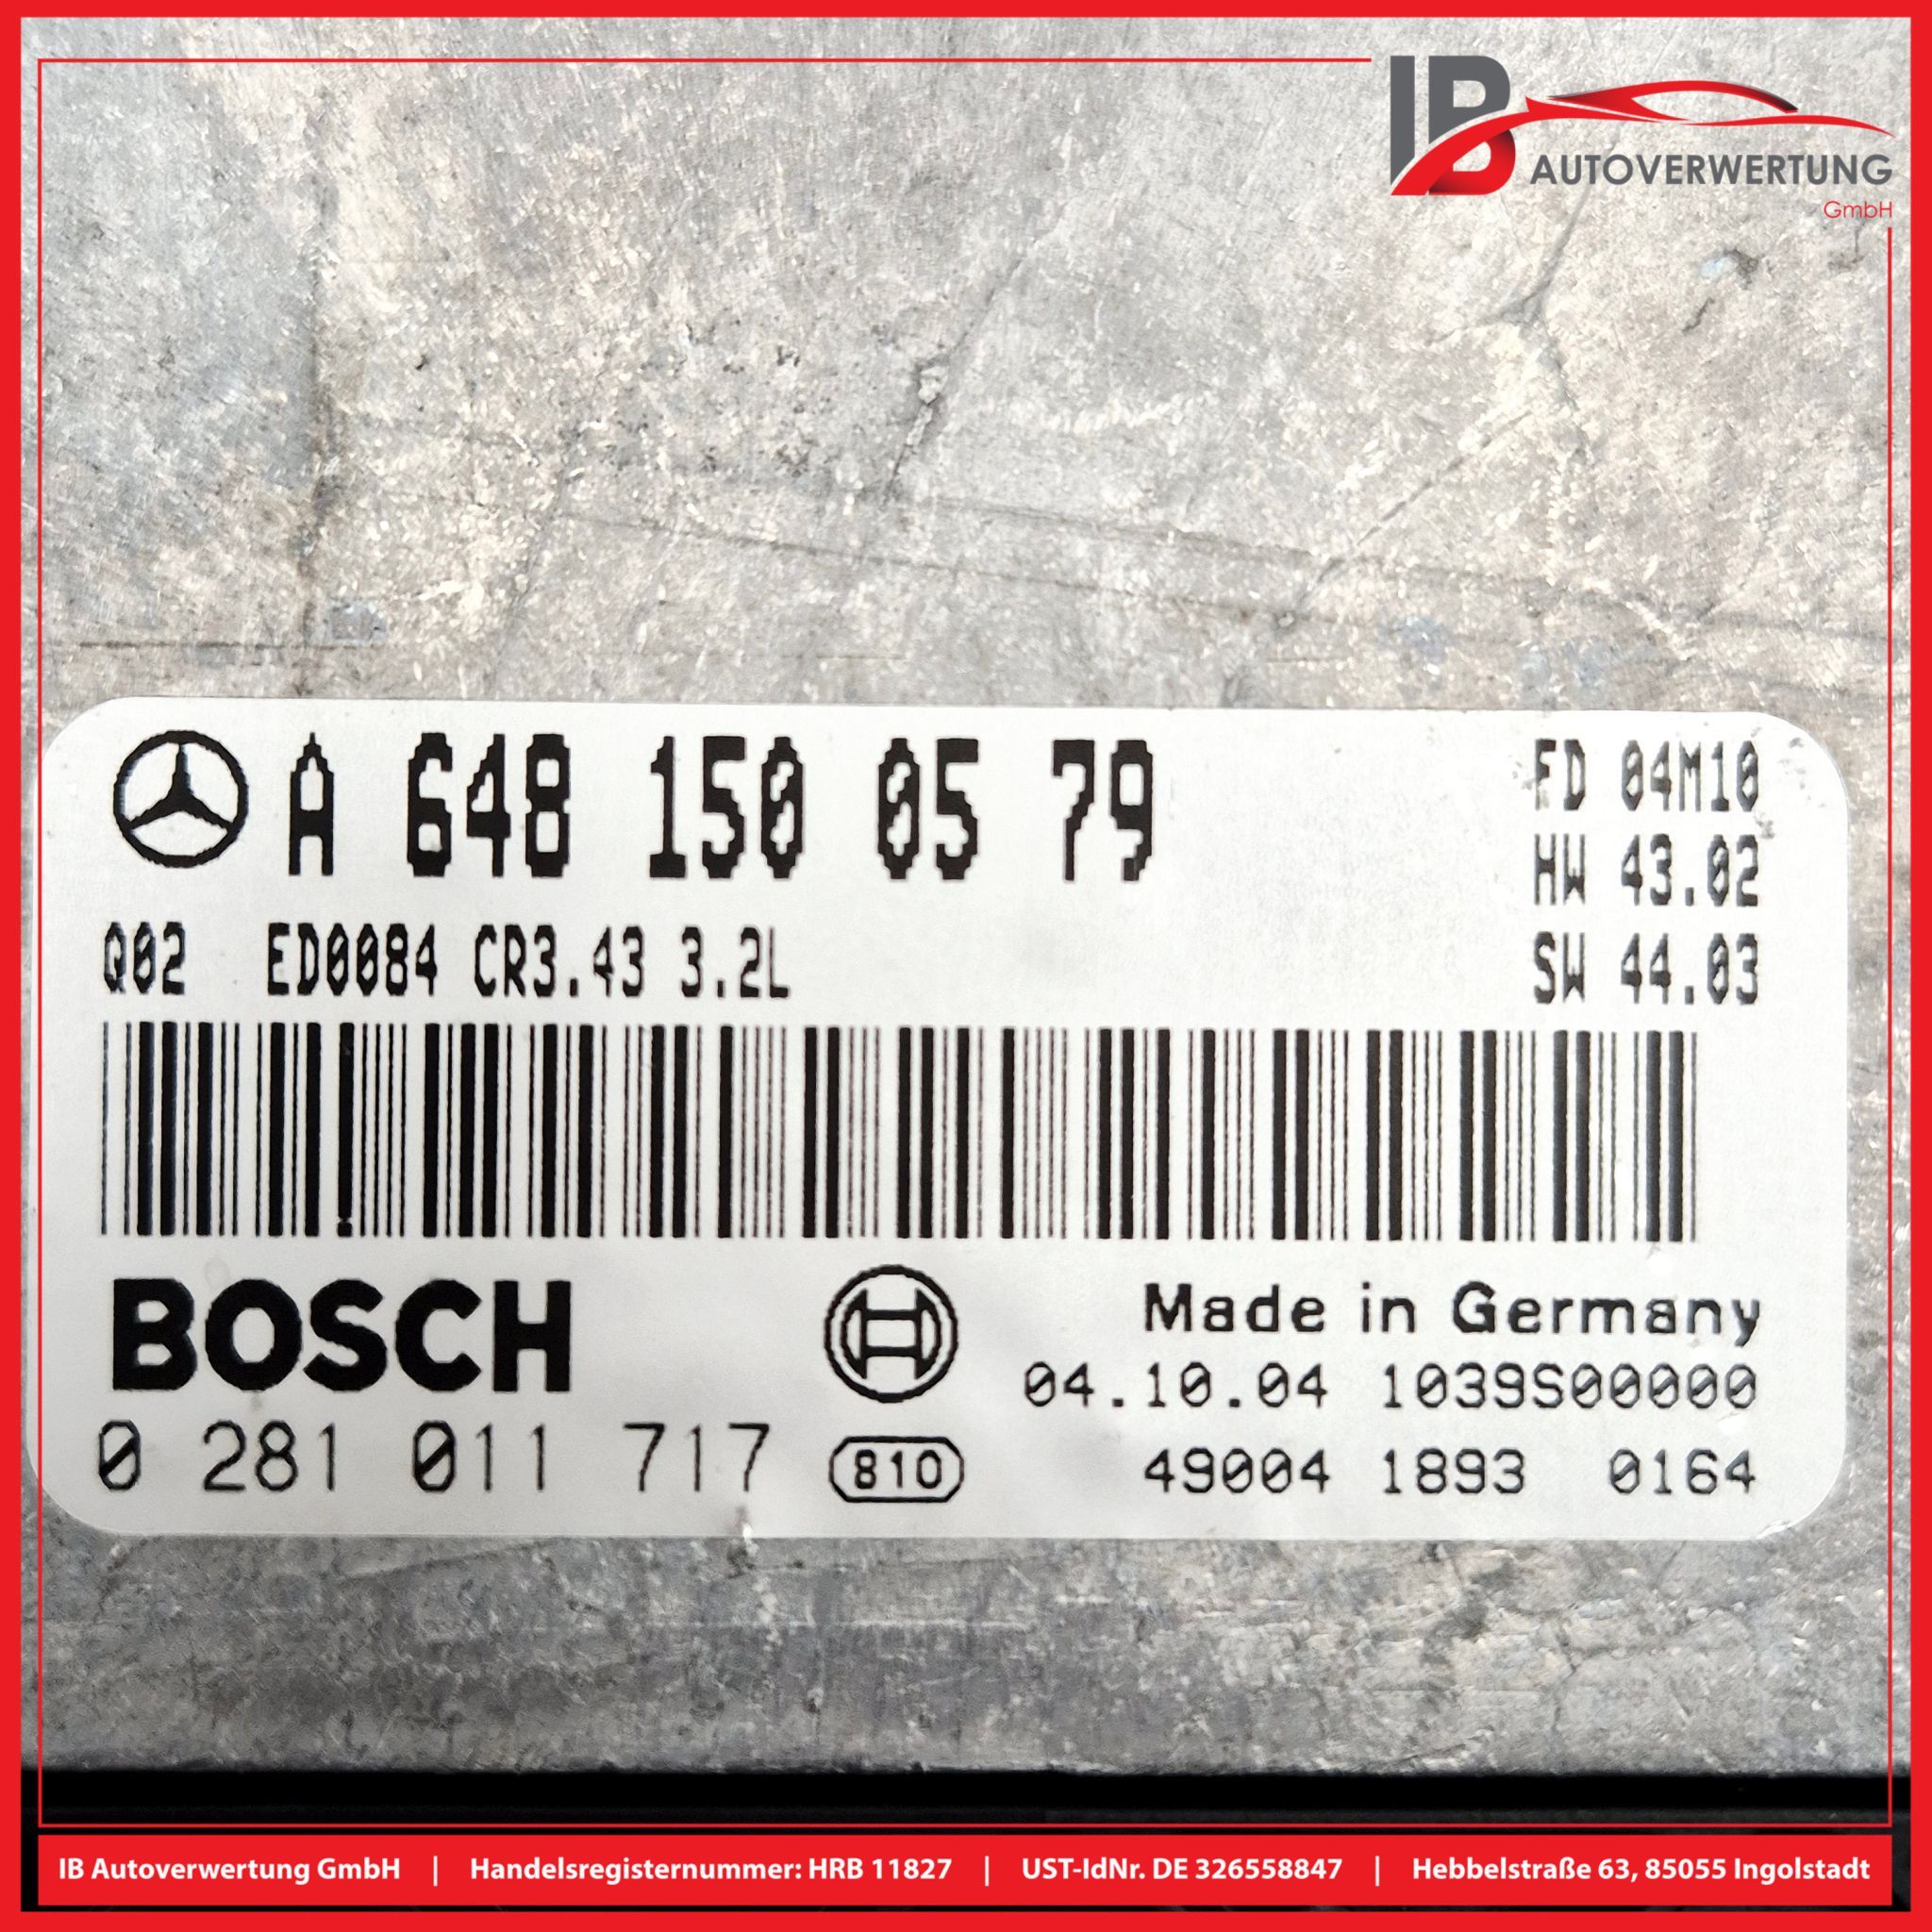 IB
AUTOVERWERTUNG
GmbH
A 648 150 05 79
FD 04M10
HW 43.02
Q02 ED0084 CR3.43 3.2L
SW 44.03
BOSCH
Made in Germany
04.10.04 1039S00000
0 281 011 717
810
49004 1893 0164
IB Autoverwertung GmbH | Handelsregisternummer: HRB 11827 | UST-IdNr. DE 326558847 | Hebbelstraße 63, 85055 Ingolstadt